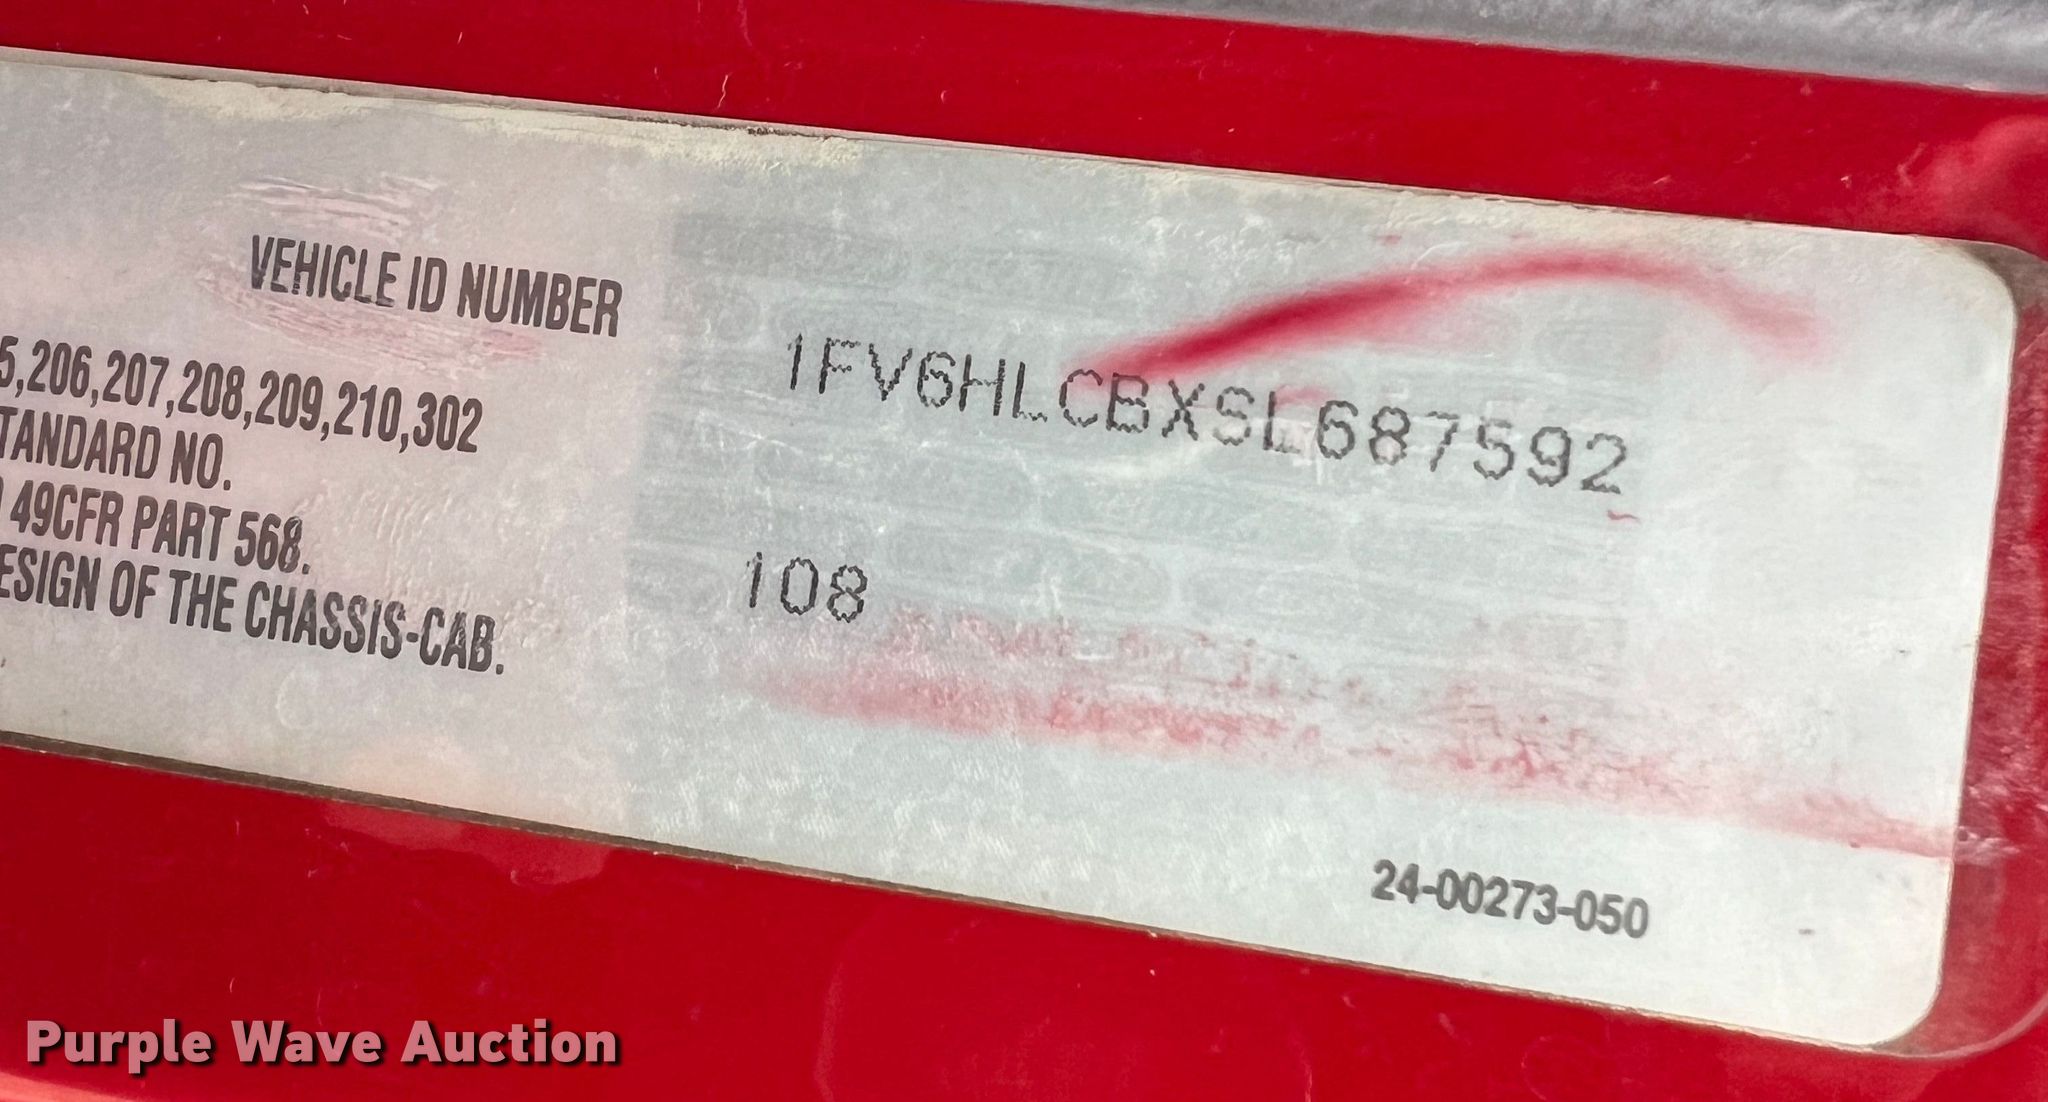 VEHICLE ID NUMBER
1FV6HLCBXSL687592
5,206,207,208,209,210,302
TANDARD NO.
49CFR PART 568.
108
ESIGN OF THE CHASSIS-CAB.
24-00273-050
Purple Wave Auction